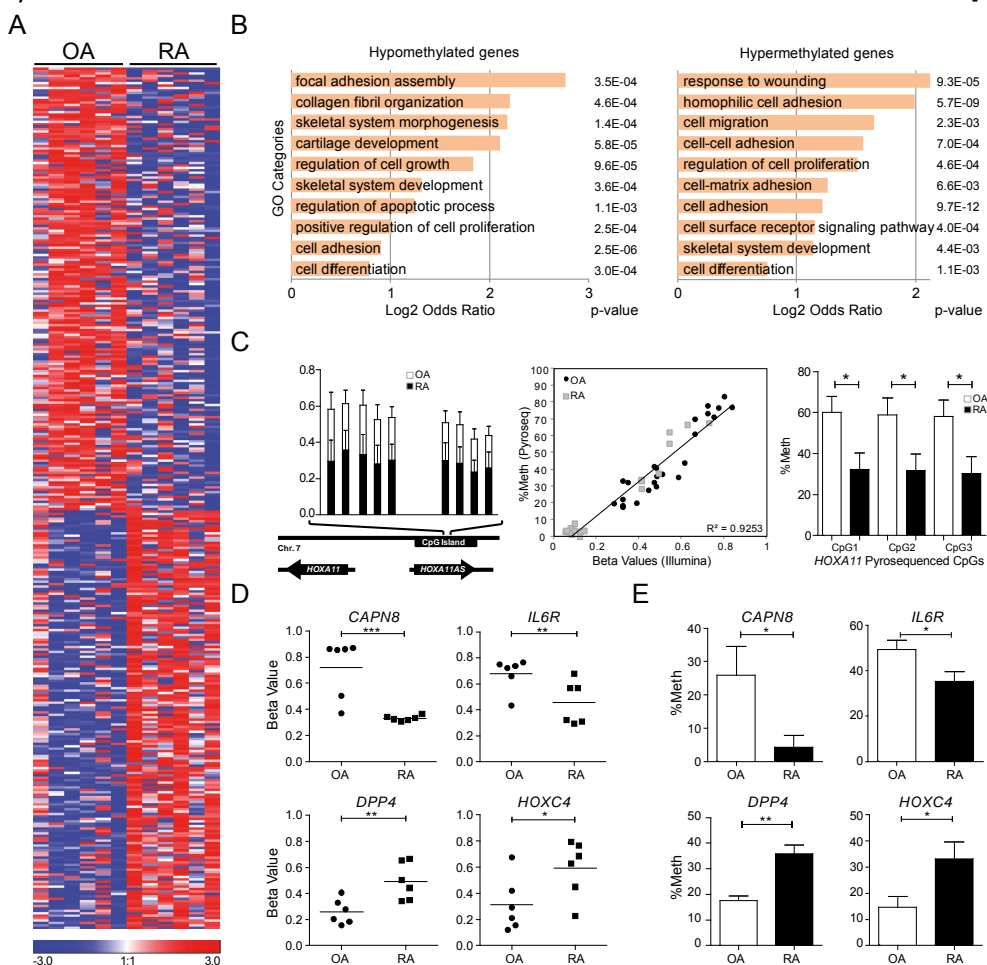 A
OA RA
-3.0 1:1 3.0
B
Hypomethylated genes
GO Categories
focal adhesion assembly 3.5E-04
collagen fibril organization 4.6E-04
skeletal system morphogenesis 1.4E-04
cartilage development 5.8E-05
regulation of cell growth 9.6E-05
skeletal system development 3.6E-04
regulation of apoptotic process 1.1E-03
positive regulation of cell proliferation 2.5E-04
cell adhesion 2.5E-06
cell differentiation 3.0E-04
0 1 2 3
Log2 Odds Ratio p-value
Hypermethylated genes
response to wounding 9.3E-05
homophilic cell adhesion 5.7E-09
cell migration 2.3E-03
cell-cell adhesion 7.0E-04
regulation of cell proliferation 4.6E-04
cell-matrix adhesion 6.6E-03
cell adhesion 9.7E-12
cell surface receptor signaling pathway 4.0E-04
skeletal system development 4.4E-03
cell differentiation 1.1E-03
0 1 2
Log2 Odds Ratio p-value
C
0.8
0.6
0.4
0.2
0.0
OA
RA
CpG Island
Chr. 7
HOXA11 HOXA11AS
%Meth (Pyroseq)
100
90
80
70
60
50
40
30
20
10
0
OA
RA
R² = 0.9253
0 0.2 0.4 0.6 0.8 1
Beta Values (Illumina)
%Meth
80
60
40
20
0
* * *
OA
RA
CpG1 CpG2 CpG3
HOXA11 Pyrosequenced CpGs
D
CAPN8
***
Beta Value
1.0
0.8
0.6
0.4
0.2
0.0
OA RA
IL6R
**
1.0
0.8
0.6
0.4
0.2
0.0
OA RA
DPP4
**
Beta Value
1.0
0.8
0.6
0.4
0.2
0.0
OA RA
HOXC4
*
1.0
0.8
0.6
0.4
0.2
0.0
OA RA
E
CAPN8
*
%Meth
40
30
20
10
0
OA RA
IL6R
*
60
40
20
0
OA RA
DPP4
**
%Meth
50
40
30
20
10
0
OA RA
HOXC4
*
50
40
30
20
10
0
OA RA